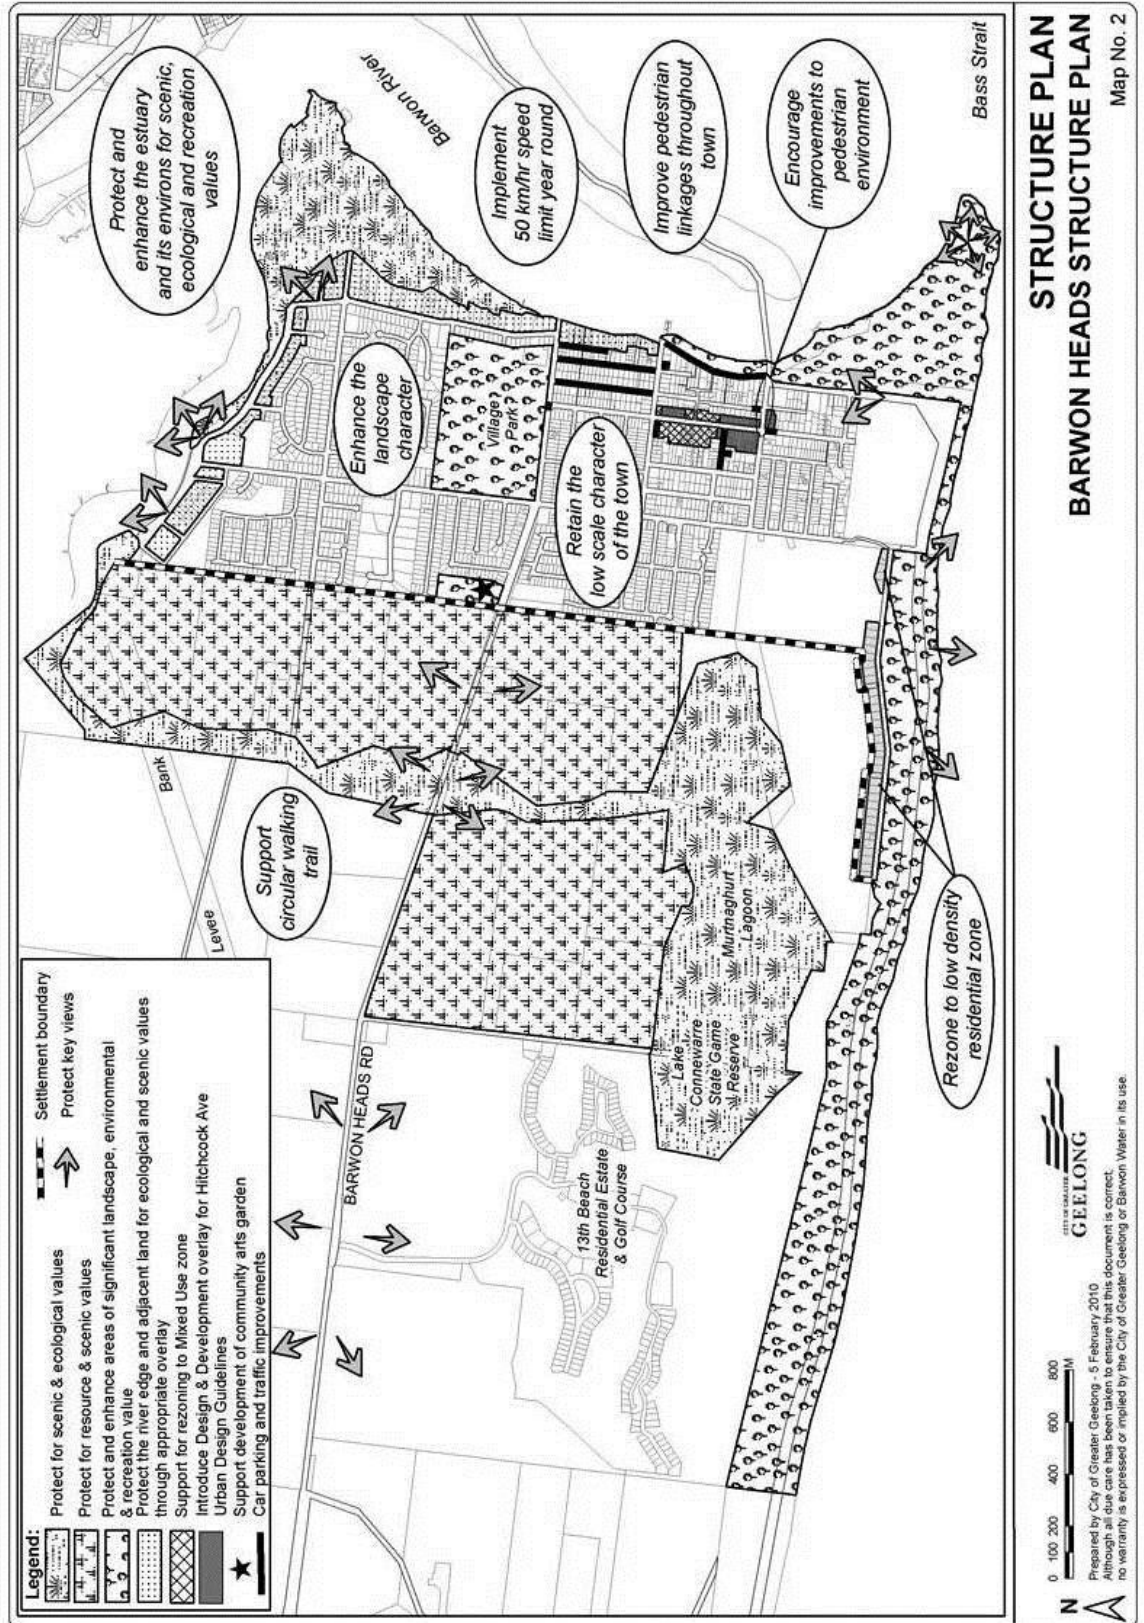 Legend:
Protect for scenic & ecological values
Protect for resource & scenic values
Protect and enhance areas of significant landscape, environmental
& recreation value
Protect the river edge and adjacent land for ecological and scenic values
through appropriate overlay
Support for rezoning to Mixed Use zone
Introduce Design & Development overlay for Hitchcock Ave
Urban Design Guidelines
Support development of community arts garden
Car parking and traffic improvements
Settlement boundary
Protect key views
Levee
Bank
Support
circular walking
trail
Protect and
enhance the estuary
and its environs for scenic,
ecological and recreation
values
Barwon River
Enhance the
landscape
character
Implement
50 km/hr speed
limit year round
Village
Park
Improve pedestrian
linkages throughout
town
Retain the
low scale character
of the town
Encourage
improvements to
pedestrian
environment
Bass Strait
BARWON HEADS RD
13th Beach
Residential Estate
& Golf Course
Lake
Connewarre
State Game
Reserve
Murtnaghurt
Lagoon
Rezone to low density
residential zone
STRUCTURE PLAN
BARWON HEADS STRUCTURE PLAN
Map No. 2
N
0 100 200 400 600 800
M
CITY OF GREATER
GEELONG
Prepared by City of Greater Geelong - 5 February 2010
Although all due care has been taken to ensure that this document is correct,
no warranty is expressed or implied by the City of Greater Geelong or Barwon Water in its use.